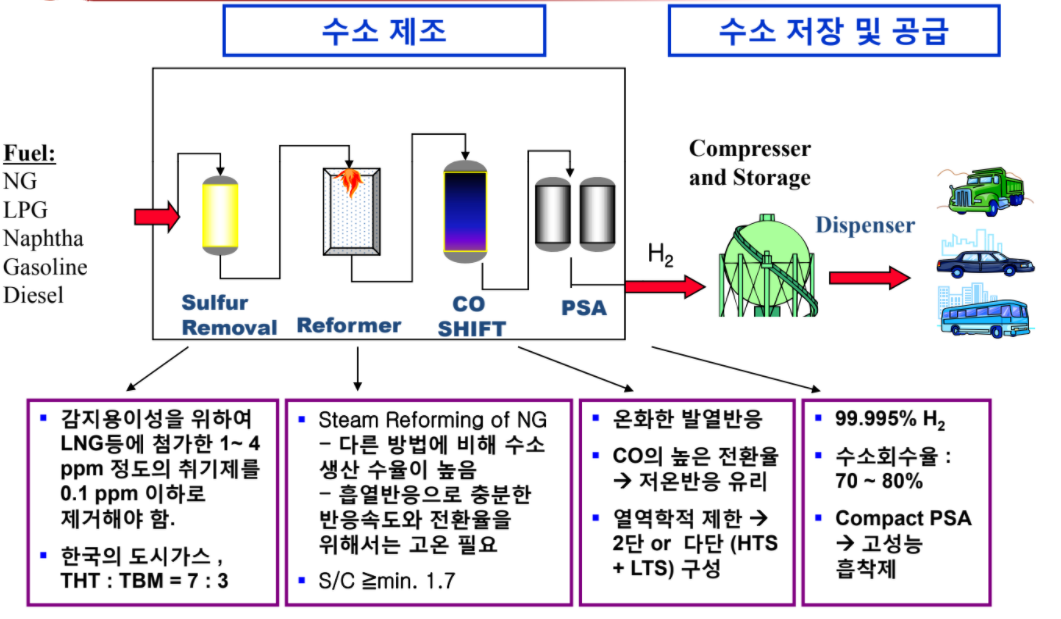 수소 제조
수소 저장 및 공급
Fuel:
NG
LPG
Naphtha
Gasoline
Diesel
Sulfur
Removal
Reformer
CO
SHIFT
PSA
H₂
Compresser
and Storage
Dispenser
▪ 감지용이성을 위하여
LNG등에 첨가한 1~ 4
ppm 정도의 취기제를
0.1 ppm 이하로
제거해야 함.
▪ 한국의 도시가스 ,
THT : TBM = 7 : 3
▪ Steam Reforming of NG
– 다른 방법에 비해 수소
생산 수율이 높음
– 흡열반응으로 충분한
반응속도와 전환율을
위해서는 고온 필요
▪ S/C ≧min. 1.7
▪ 온화한 발열반응
▪ CO의 높은 전환율
→ 저온반응 유리
▪ 열역학적 제한 →
2단 or 다단 (HTS
+ LTS) 구성
▪ 99.995% H₂
▪ 수소회수율 :
70 ~ 80%
▪ Compact PSA
→ 고성능
흡착제